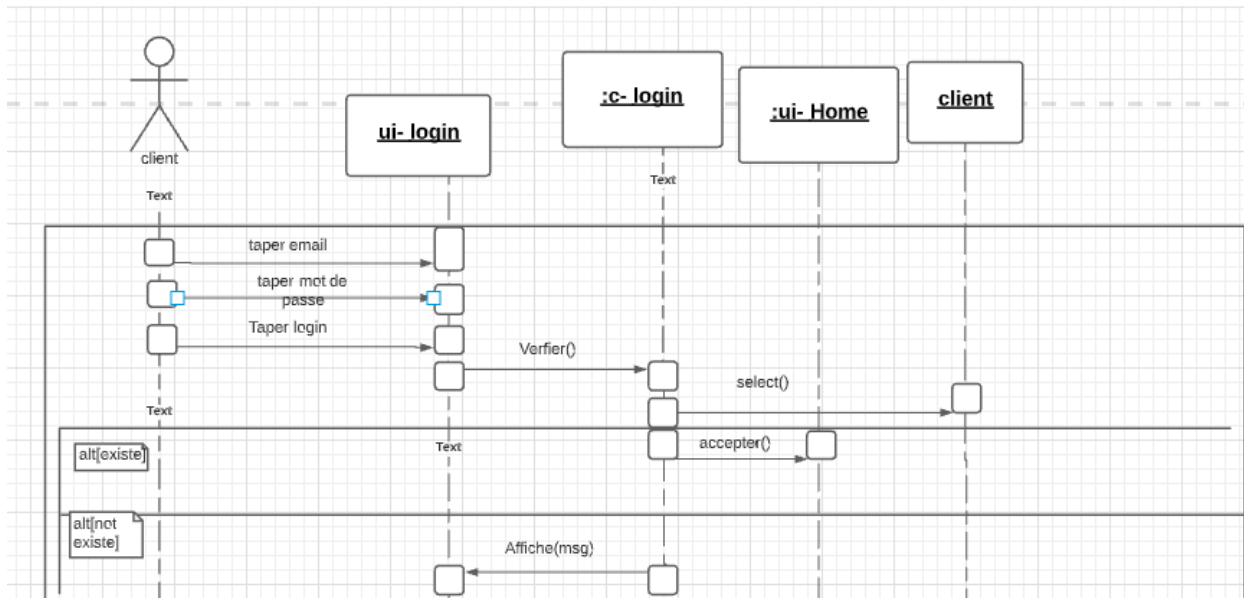 :c- login
client
:ui- Home
ui- login
client
Text
Text
taper email
taper mot de
passe
Taper login
Verfier()
select()
Text
accepter()
Text
alt[existe]
alt[not
existe]
Affiche(msg)